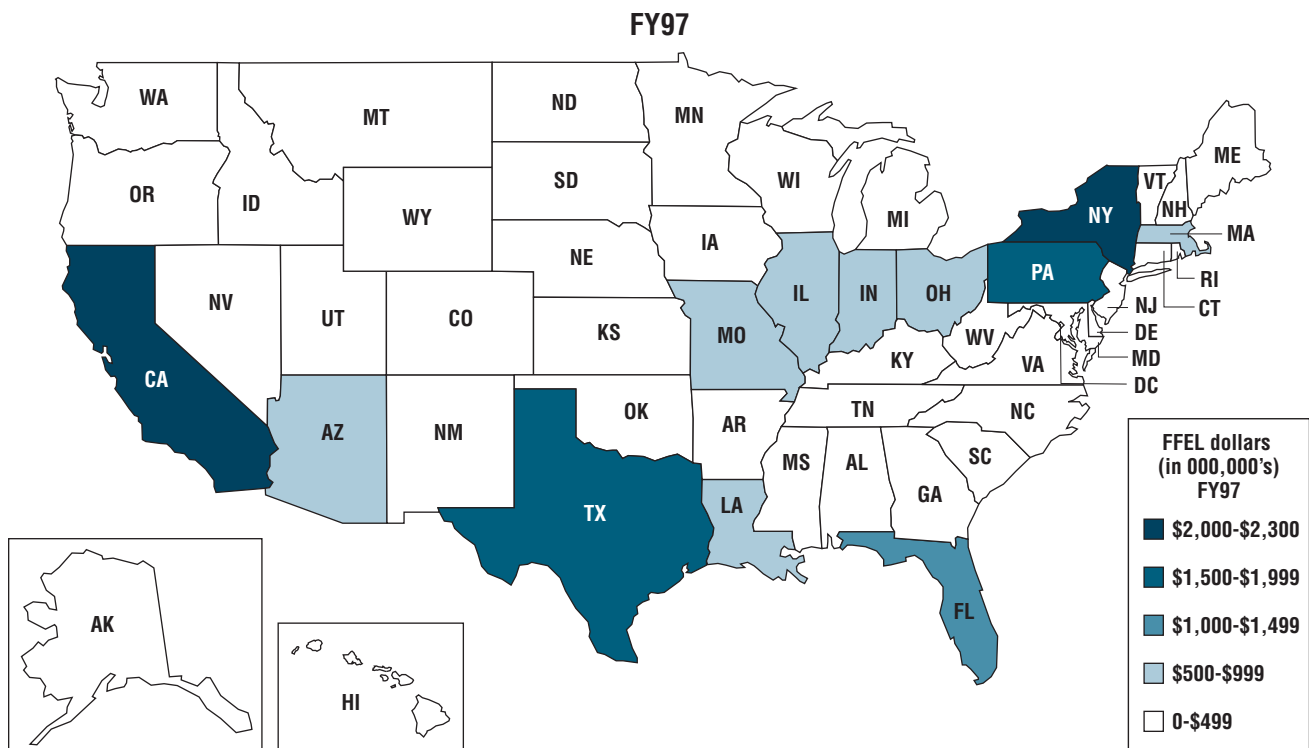 FY97
WA
MT
ND
MN
ME
OR
ID
SD
WI
VT
NH
WY
MI
NY
MA
IA
NE
PA
RI
NV
UT
CO
IL
IN
OH
NJ
CT
KS
MO
WV
DE
KY
VA
MD
CA
DC
OK
TN
NC
AZ
NM
AR
MS
AL
SC
GA
TX
LA
FL
AK
HI
FFEL dollars
(in 000,000's)
FY97
$2,000-$2,300
$1,500-$1,999
$1,000-$1,499
$500-$999
0-$499